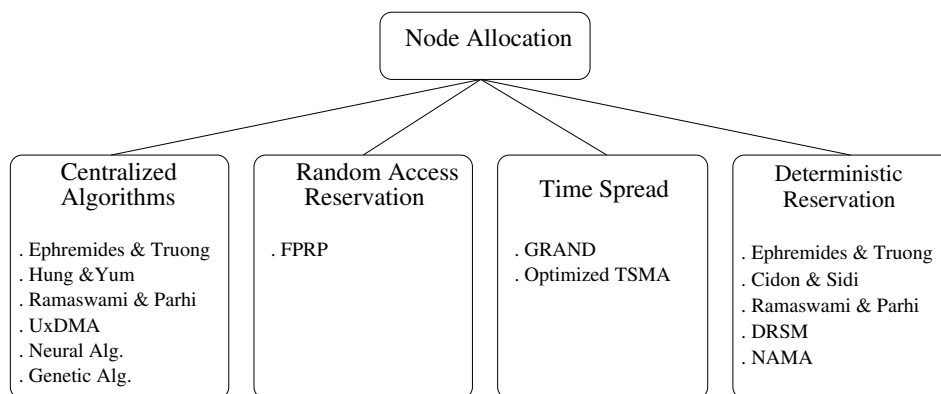 Node Allocation
Centralized
Algorithms
. Ephremides & Truong
. Hung &Yum
. Ramaswami & Parhi
. UxDMA
. Neural Alg.
. Genetic Alg.
Random Access
Reservation
. FPRP
Time Spread
. GRAND
. Optimized TSMA
Deterministic
Reservation
. Ephremides & Truong
. Cidon & Sidi
. Ramaswami & Parhi
. DRSM
. NAMA